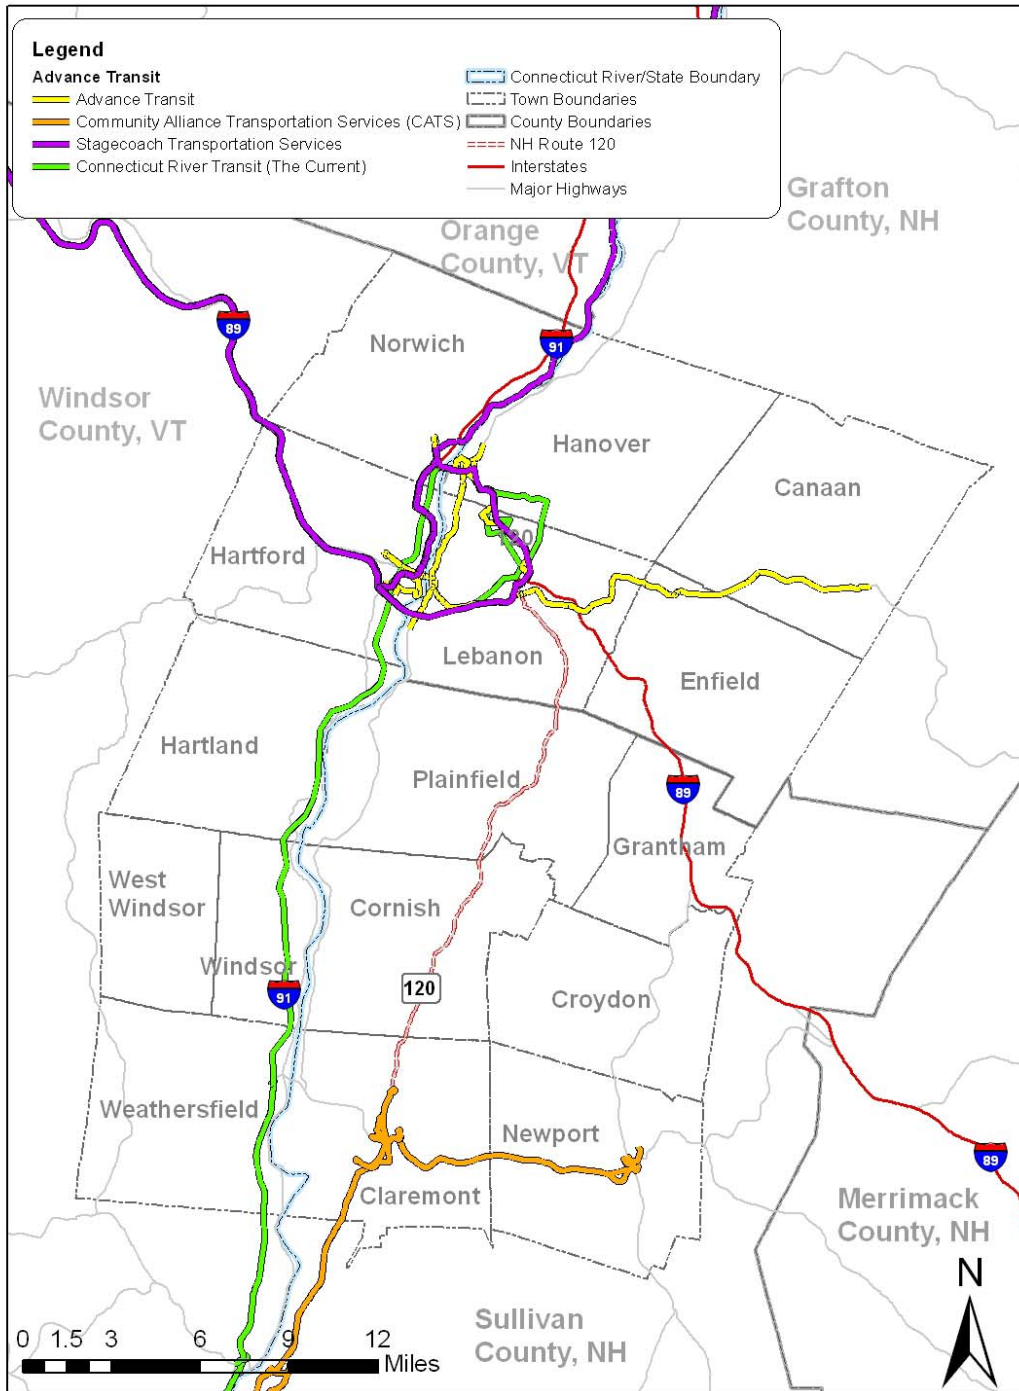 Legend
Advance Transit
Advance Transit
Community Alliance Transportation Services (CATS)
Stagecoach Transportation Services
Connecticut River Transit (The Current)
Connecticut River/State Boundary
Town Boundaries
County Boundaries
NH Route 120
Interstates
Major Highways
Grafton
County, NH
Orange
County, VT
89
Norwich
91
Windsor
County, VT
Hanover
Canaan
120
Hartford
Lebanon
Enfield
Hartland
Plainfield
89
Grantham
West
Windsor
Cornish
Windsor
91
120
Croydon
Weathersfield
Newport
89
Claremont
Merrimack
County, NH
N
Sullivan
County, NH
0 1.5 3 6 9 12
Miles